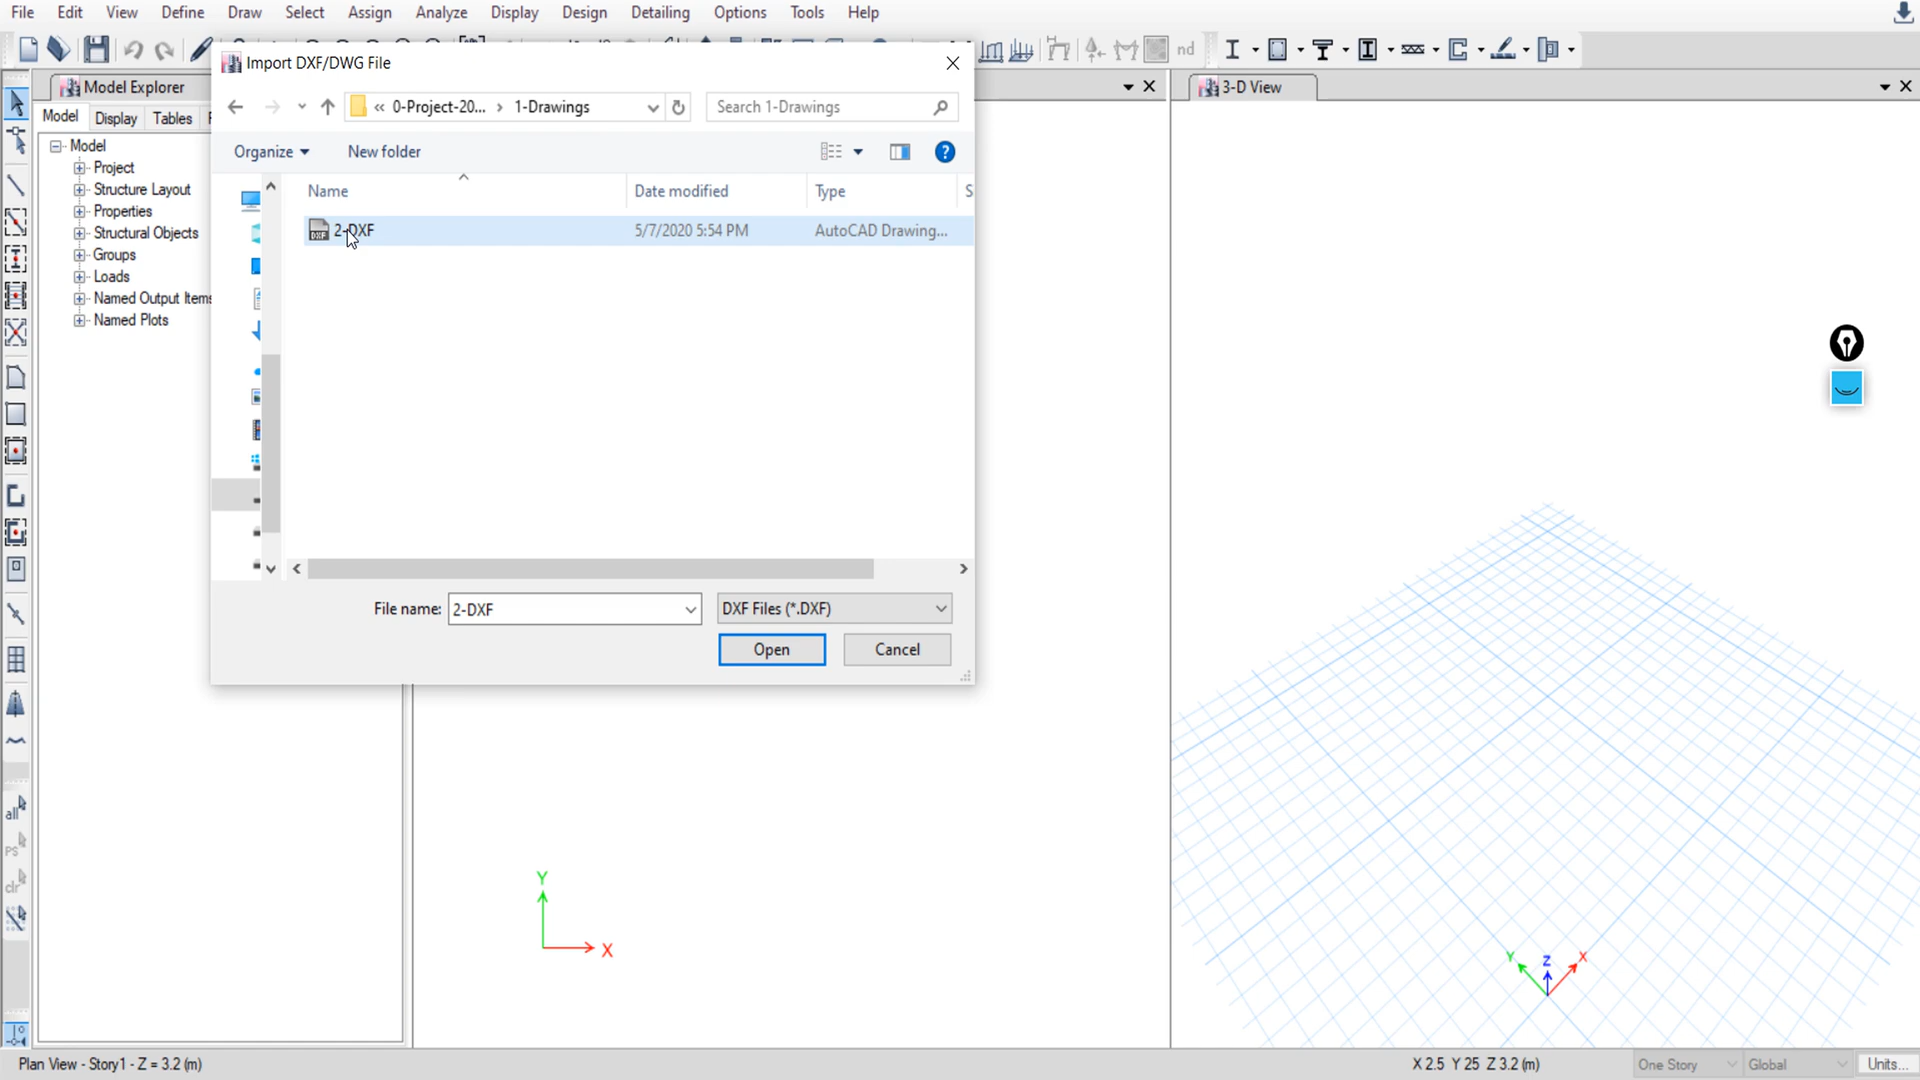 File Edit View Define Draw Select Assign Analyze Display Design Detailing Options Tools Help
nd
Import DXF/DWG File
Model Explorer
3-D View
Model Display Tables
« 0-Project-20... › 1-Drawings
Search 1-Drawings
Organize New folder
Name Date modified Type S
2-DXF 5/7/2020 5:54 PM AutoCAD Drawing...
Model
Project
Structure Layout
Properties
Structural Objects
Groups
Loads
Named Output Items
Named Plots
File name: 2-DXF DXF Files (*.DXF)
Open Cancel
all
PS
clr
Y
X
Y Z X
Plan View - Story1 - Z = 3.2 (m)
X 2.5 Y 25 Z 3.2 (m)
One Story Global Units...